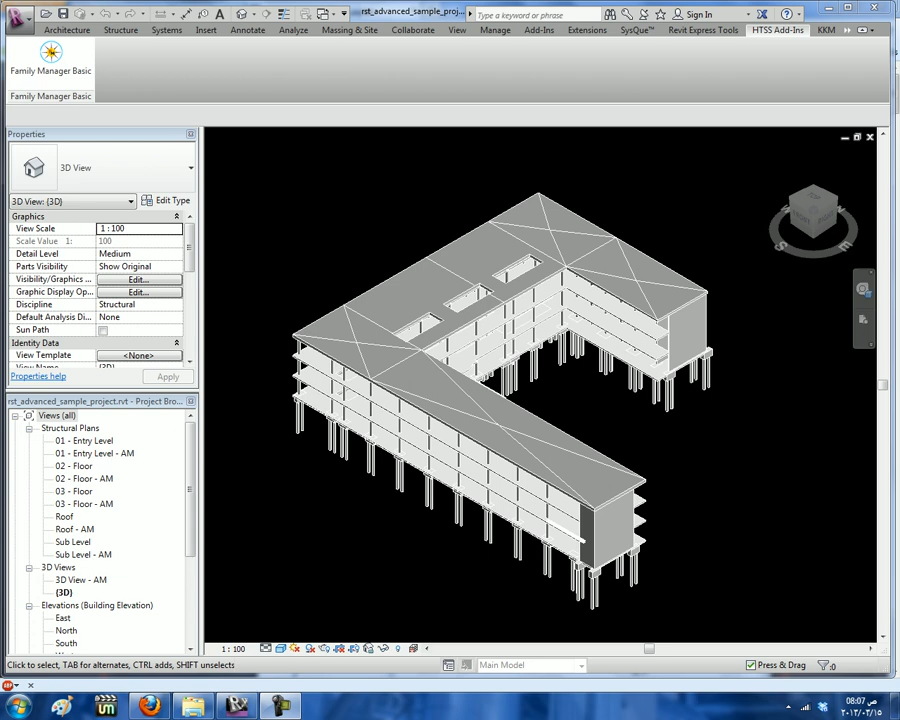 rst_advanced_sample_proj...
Type a keyword or phrase
Sign In
Architecture Structure Systems Insert Annotate Analyze Massing & Site Collaborate View Manage Add-Ins Extensions SysQue™ Revit Express Tools HTSS Add-Ins KKM
Family Manager Basic
Family Manager Basic
Properties
3D View
3D View: {3D} Edit Type
Graphics
View Scale 1 : 100
Scale Value 1: 100
Detail Level Medium
Parts Visibility Show Original
Visibility/Graphics ... Edit...
Graphic Display Op... Edit...
Discipline Structural
Default Analysis Di... None
Sun Path
Identity Data
View Template <None>
Properties help Apply
rst_advanced_sample_project.rvt - Project Bro...
Views (all)
Structural Plans
01 - Entry Level
01 - Entry Level - AM
02 - Floor
02 - Floor - AM
03 - Floor
03 - Floor - AM
Roof
Roof - AM
Sub Level
Sub Level - AM
3D Views
3D View - AM
{3D}
Elevations (Building Elevation)
East
North
South
1 : 100
Click to select, TAB for alternates, CTRL adds, SHIFT unselects
Main Model
Press & Drag
:0
08:07 ص
٢٠١٣/٠٣/١٥